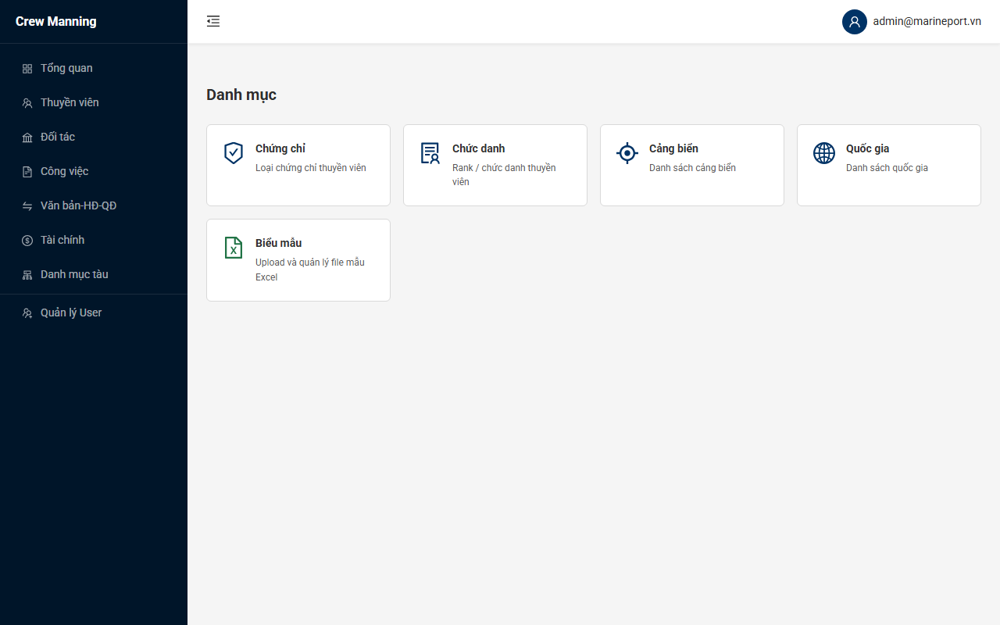 Crew Manning
admin@marineport.vn
Tổng quan
Thuyền viên
Đối tác
Công việc
Văn bản-HĐ-QĐ
Tài chính
Danh mục tàu
Quản lý User
Danh mục
Chứng chỉ
Loại chứng chỉ thuyền viên
Chức danh
Rank / chức danh thuyền
viên
Cảng biển
Danh sách cảng biển
Quốc gia
Danh sách quốc gia
Biểu mẫu
Upload và quản lý file mẫu
Excel